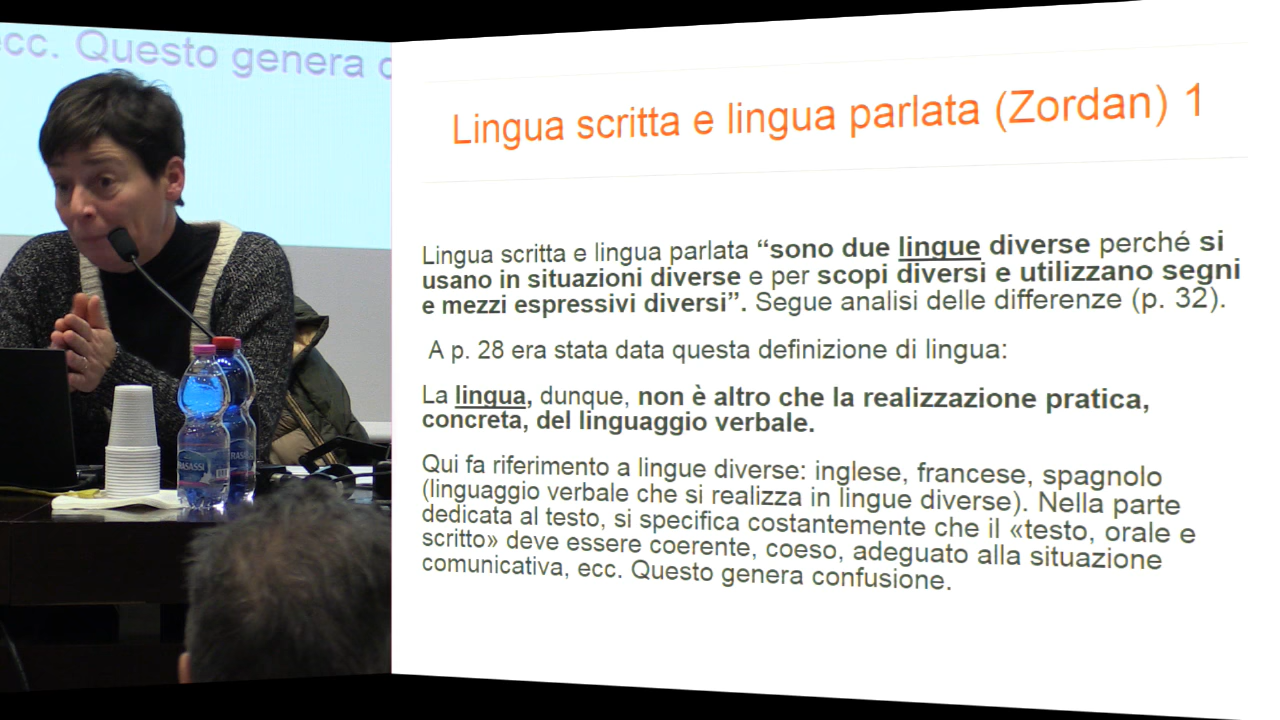 ecc. Questo genera c
Lingua scritta e lingua parlata (Zordan) 1
Lingua scritta e lingua parlata “sono due lingue diverse perché si
usano in situazioni diverse e per scopi diversi e utilizzano segni
e mezzi espressivi diversi”. Segue analisi delle differenze (p. 32).
A p. 28 era stata data questa definizione di lingua:
La lingua, dunque, non è altro che la realizzazione pratica,
concreta, del linguaggio verbale.
Qui fa riferimento a lingue diverse: inglese, francese, spagnolo
(linguaggio verbale che si realizza in lingue diverse). Nella parte
dedicata al testo, si specifica costantemente che il «testo, orale e
scritto» deve essere coerente, coeso, adeguato alla situazione
comunicativa, ecc. Questo genera confusione.
RASASSI
RASASSI